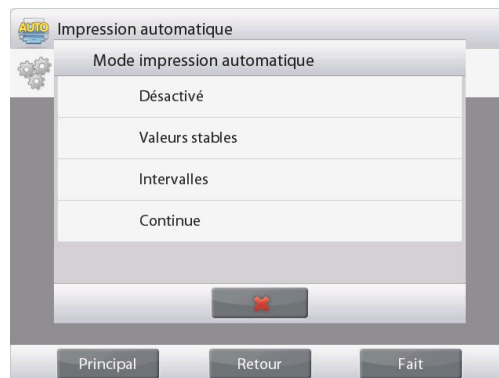 AUTO
Impression automatique
Mode impression automatique
Désactivé
Valeurs stables
Intervalles
Continue
Principal
Retour
Fait